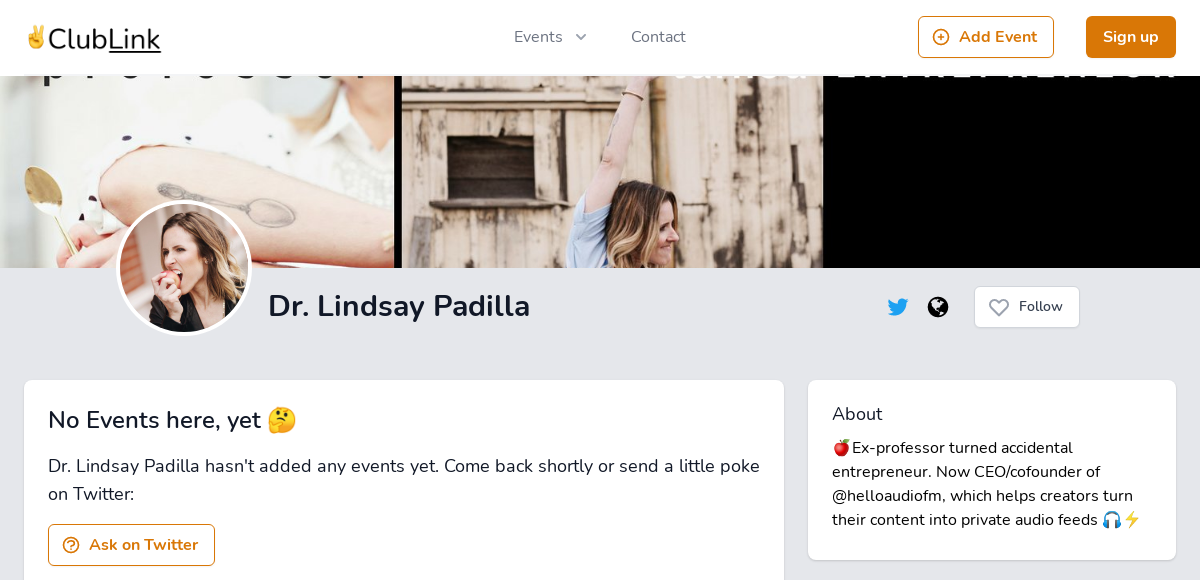 ✌️ClubLink
Events
Contact
Add Event
Sign up
Dr. Lindsay Padilla
Follow
No Events here, yet 🤔
Dr. Lindsay Padilla hasn't added any events yet. Come back shortly or send a little poke
on Twitter:
Ask on Twitter
About
🍎Ex-professor turned accidental
entrepreneur. Now CEO/cofounder of
@helloaudiofm, which helps creators turn
their content into private audio feeds 🎧⚡